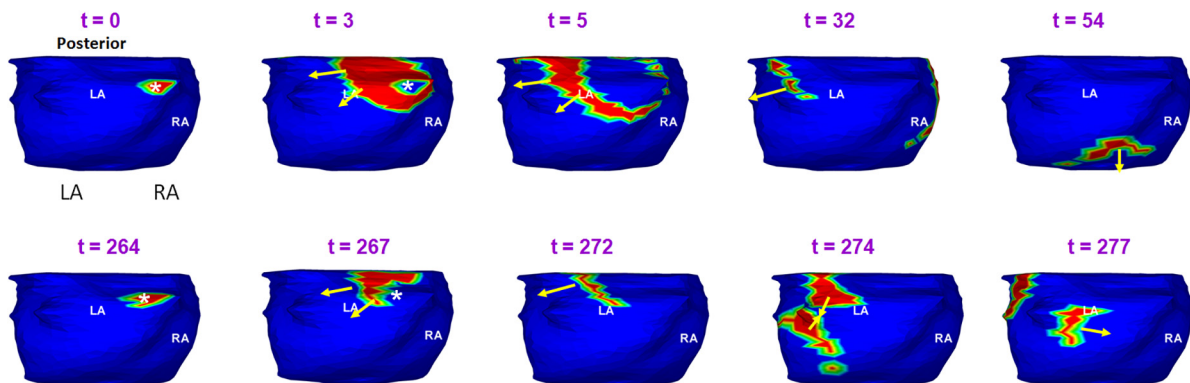 t = 0 t = 3 t = 5 t = 32 t = 54
Posterior
* LA RA
* LA RA
LA RA
LA RA
LA RA
LA RA
t = 264 t = 267 t = 272 t = 274 t = 277
* LA RA
* LA RA
LA RA
LA RA
LA RA